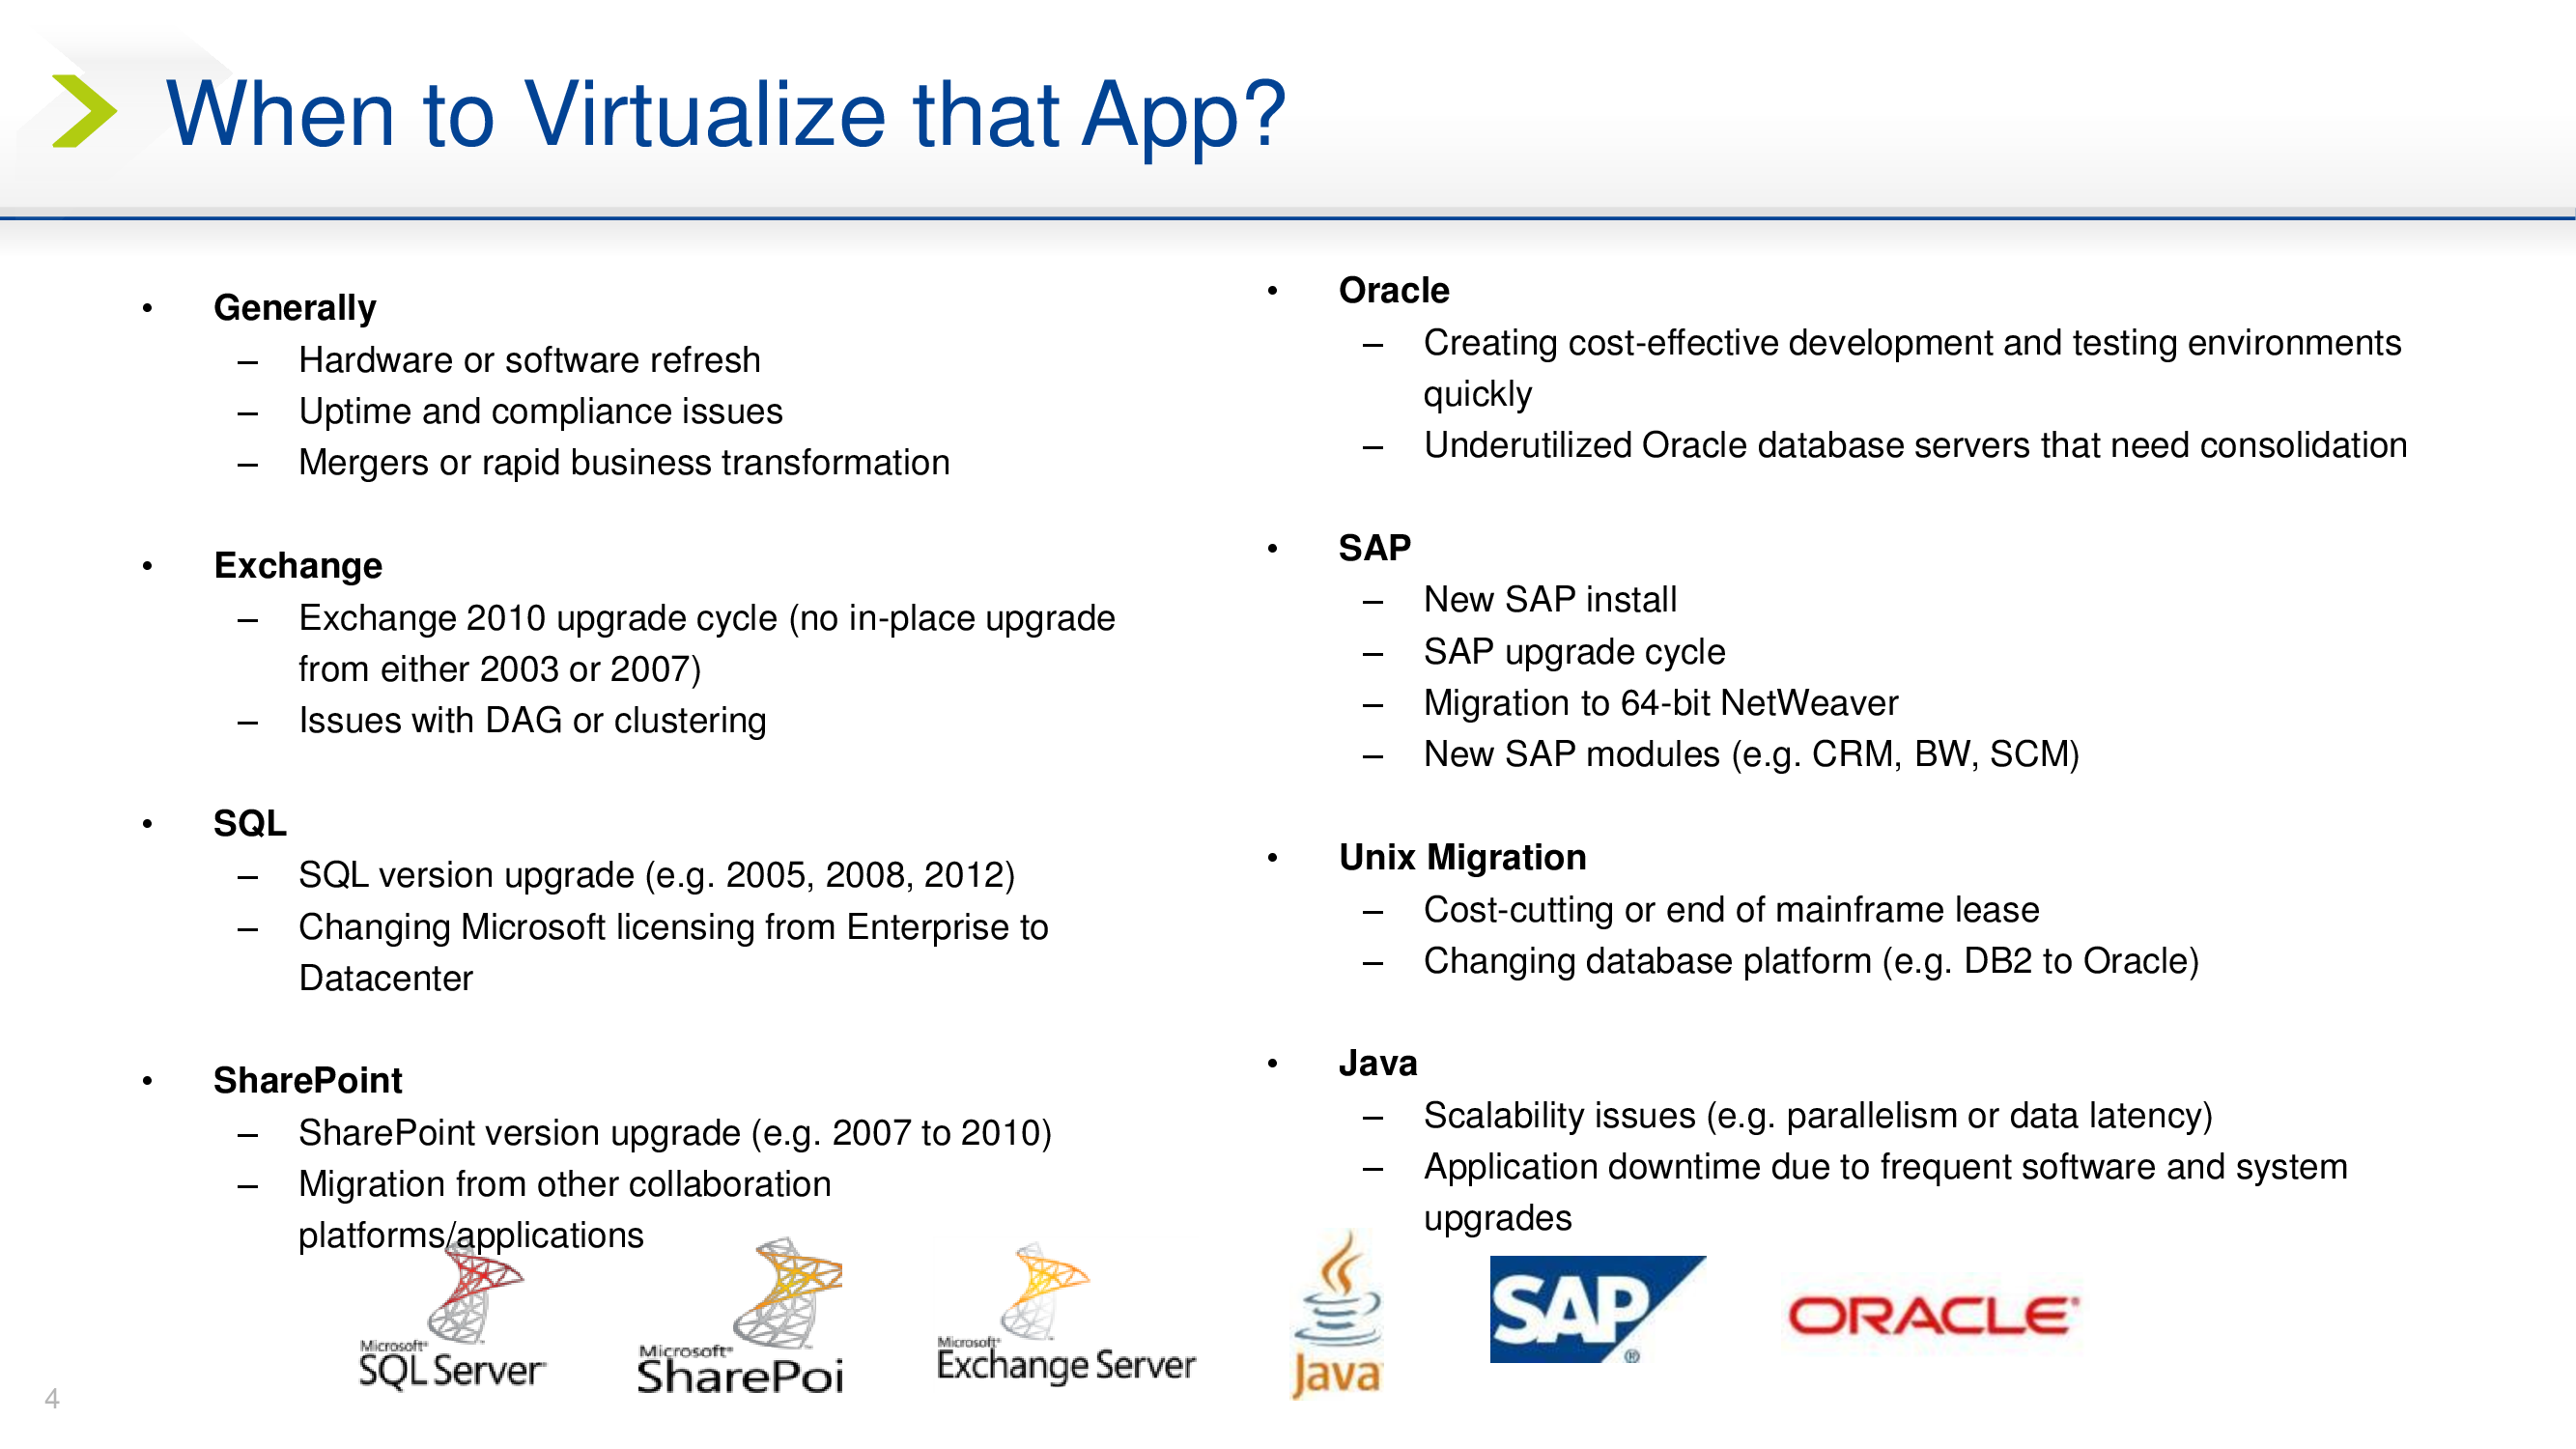 When to Virtualize that App?
• Generally
– Hardware or software refresh
– Uptime and compliance issues
– Mergers or rapid business transformation
• Exchange
– Exchange 2010 upgrade cycle (no in-place upgrade
from either 2003 or 2007)
– Issues with DAG or clustering
• SQL
– SQL version upgrade (e.g. 2005, 2008, 2012)
– Changing Microsoft licensing from Enterprise to
Datacenter
• SharePoint
– SharePoint version upgrade (e.g. 2007 to 2010)
– Migration from other collaboration
platforms/applications
• Oracle
– Creating cost-effective development and testing environments
quickly
– Underutilized Oracle database servers that need consolidation
• SAP
– New SAP install
– SAP upgrade cycle
– Migration to 64-bit NetWeaver
– New SAP modules (e.g. CRM, BW, SCM)
• Unix Migration
– Cost-cutting or end of mainframe lease
– Changing database platform (e.g. DB2 to Oracle)
• Java
– Scalability issues (e.g. parallelism or data latency)
– Application downtime due to frequent software and system
upgrades
Microsoft®
SQL Server®
Microsoft®
SharePoi
Microsoft®
Exchange Server
Java
SAP®
ORACLE®
4